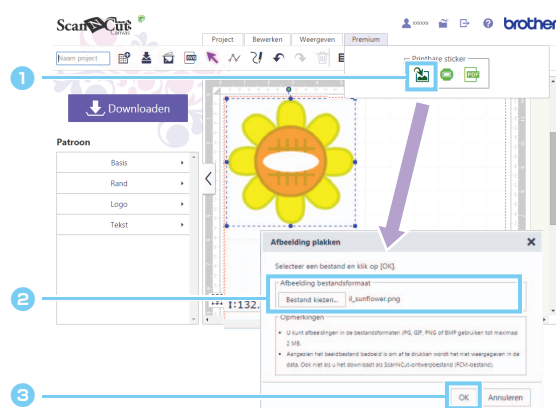 ScanNCut
Canvas
xxxxx
brother
Project Bewerken Weergeven Premium
Naam project
DVD
Printbare sticker
PDF
1
Downloaden
Patroon
Basis
Rand
Logo
Tekst
1:132.
Afbeelding plakken X
Selecteer een bestand en klik op [OK].
Afbeelding bestandsformaat
2
Bestand kiezen... il_sunflower.png
Opmerkingen
• U kunt afbeeldingen in de bestandsformaten JPG, GIF, PNG of BMP gebruiken tot maximaal
2 MB.
• Aangezien het beeldbestand bedoeld is om af te drukken wordt het niet weergegeven in de
data. Ook niet als u het downloadt als ScanNCut-ontwerpbestand (FCM-bestand).
3
OK Annuleren